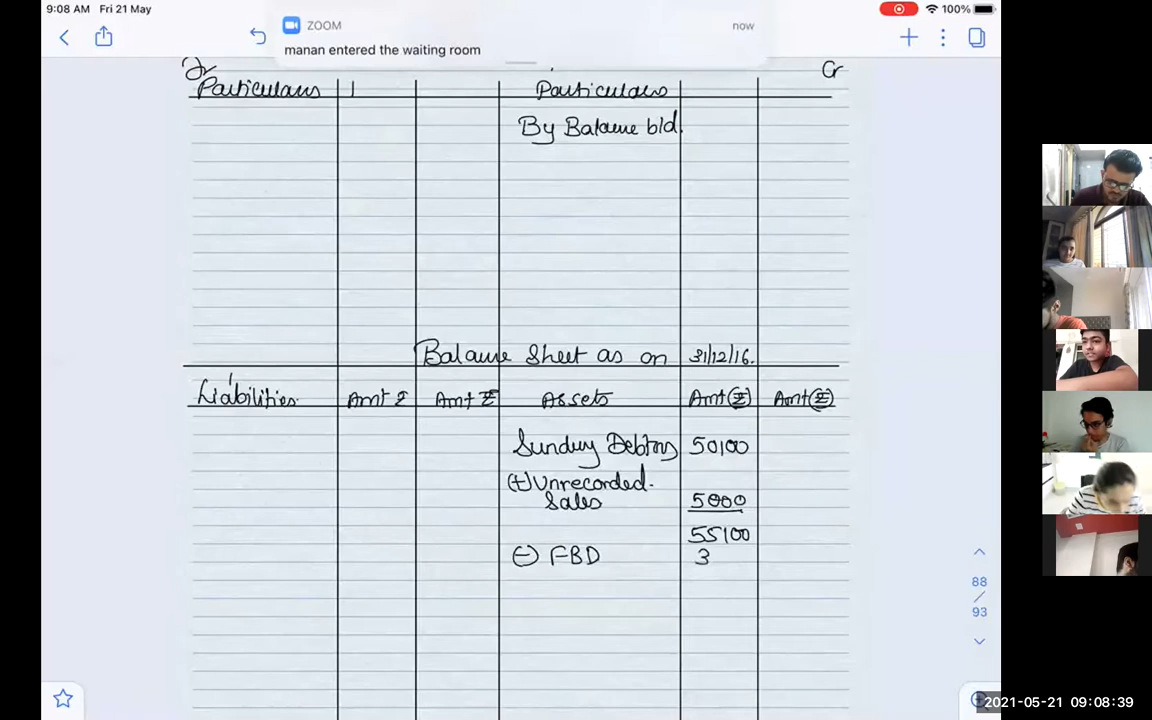 9:08 AM Fri 21 May
100%
ZOOM
now
manan entered the waiting room
Dr
Cr
Particulars
Particulars
By Balance b/d.
Balance Sheet as on 31/12/16.
Liabilities. Amt ₹ Amt ₹ Assets Amt (₹) Amt (₹)
Sundry Debtors 50100
(+) Unrecorded.
Sales 5000
55100
(-) FBD 3
88
/
93
2021-05-21 09:08:39